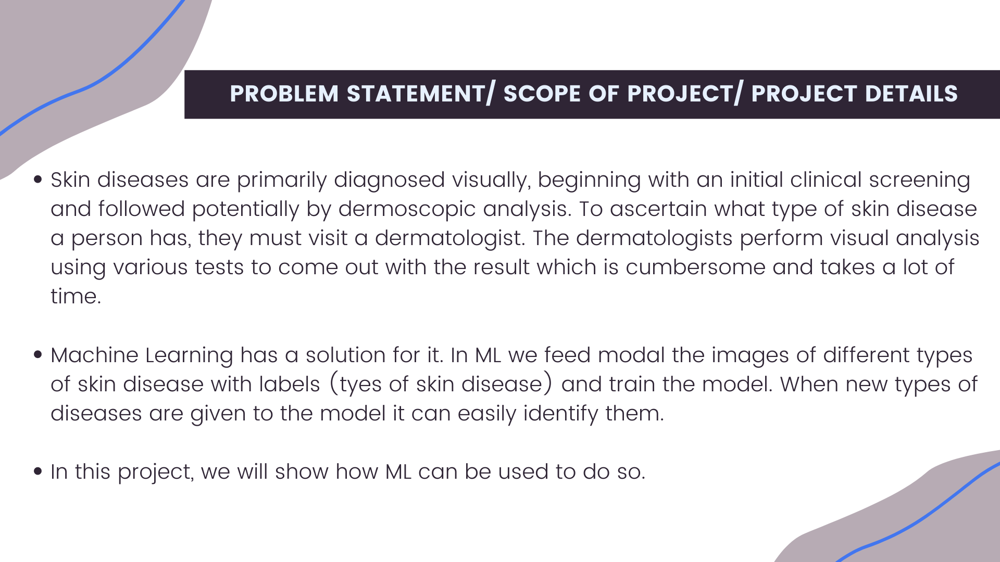 PROBLEM STATEMENT/ SCOPE OF PROJECT/ PROJECT DETAILS
• Skin diseases are primarily diagnosed visually, beginning with an initial clinical screening
and followed potentially by dermoscopic analysis. To ascertain what type of skin disease
a person has, they must visit a dermatologist. The dermatologists perform visual analysis
using various tests to come out with the result which is cumbersome and takes a lot of
time.
• Machine Learning has a solution for it. In ML we feed modal the images of different types
of skin disease with labels (tyes of skin disease) and train the model. When new types of
diseases are given to the model it can easily identify them.
• In this project, we will show how ML can be used to do so.